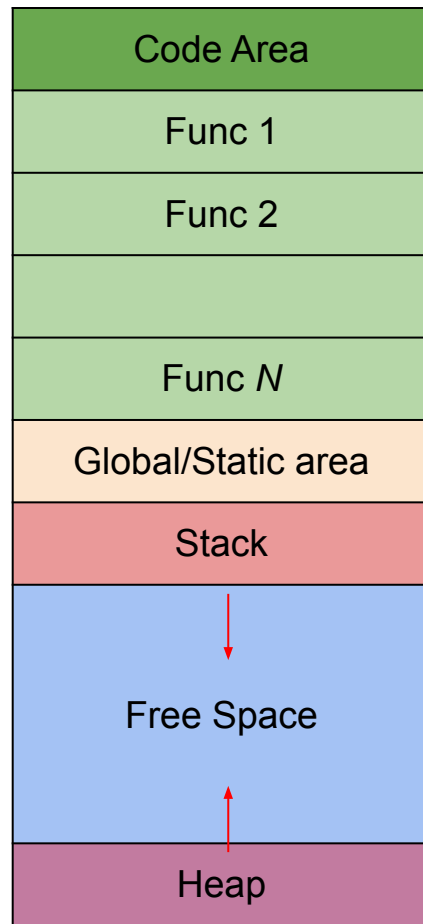 Code Area
Func 1
Func 2
Func N
Global/Static area
Stack
Free Space
Heap